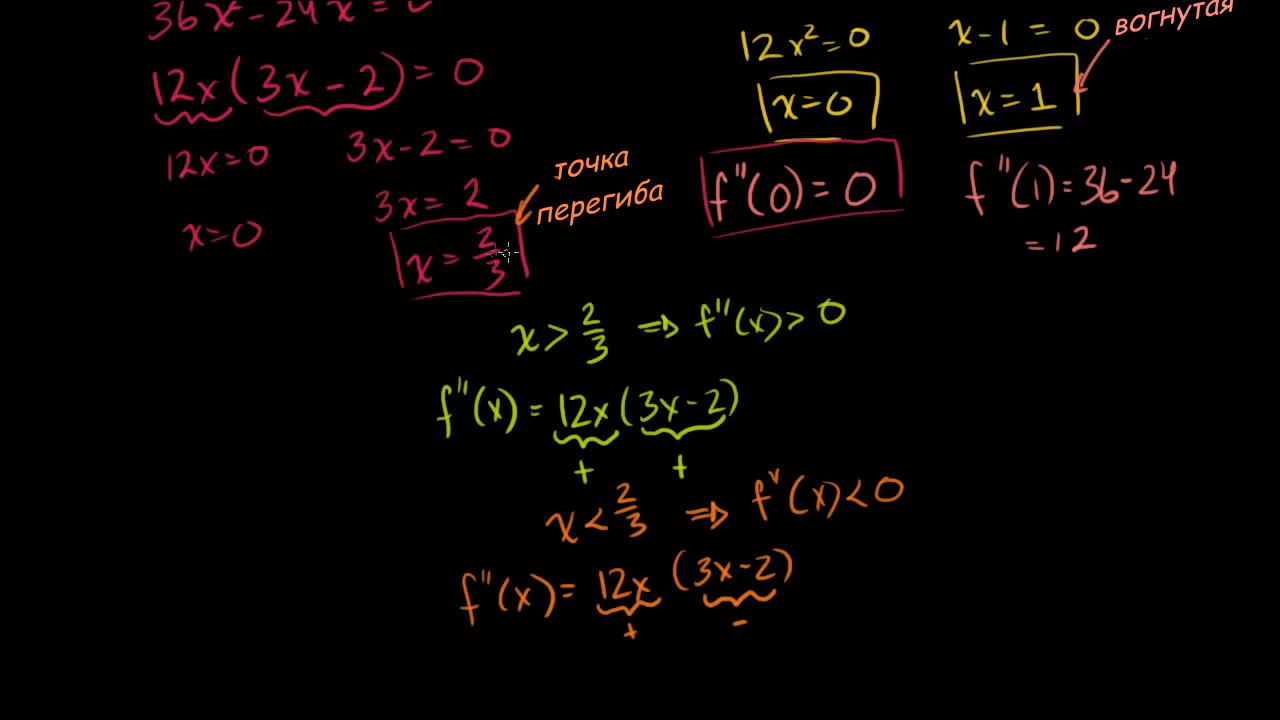 36x² - 24x = 0
12x(3x - 2) = 0
12x = 0
x = 0
3x - 2 = 0
3x = 2
x = 2/3
точка
перегиба
12x² = 0
x = 0
f''(0) = 0
x - 1 = 0
x = 1
вогнутая
f''(1) = 36 - 24
= 12
x > 2/3 ⇒ f''(x) > 0
f''(x) = 12x(3x - 2)
+ +
x < 2/3 ⇒ f''(x) < 0
f''(x) = 12x (3x - 2)
+ -